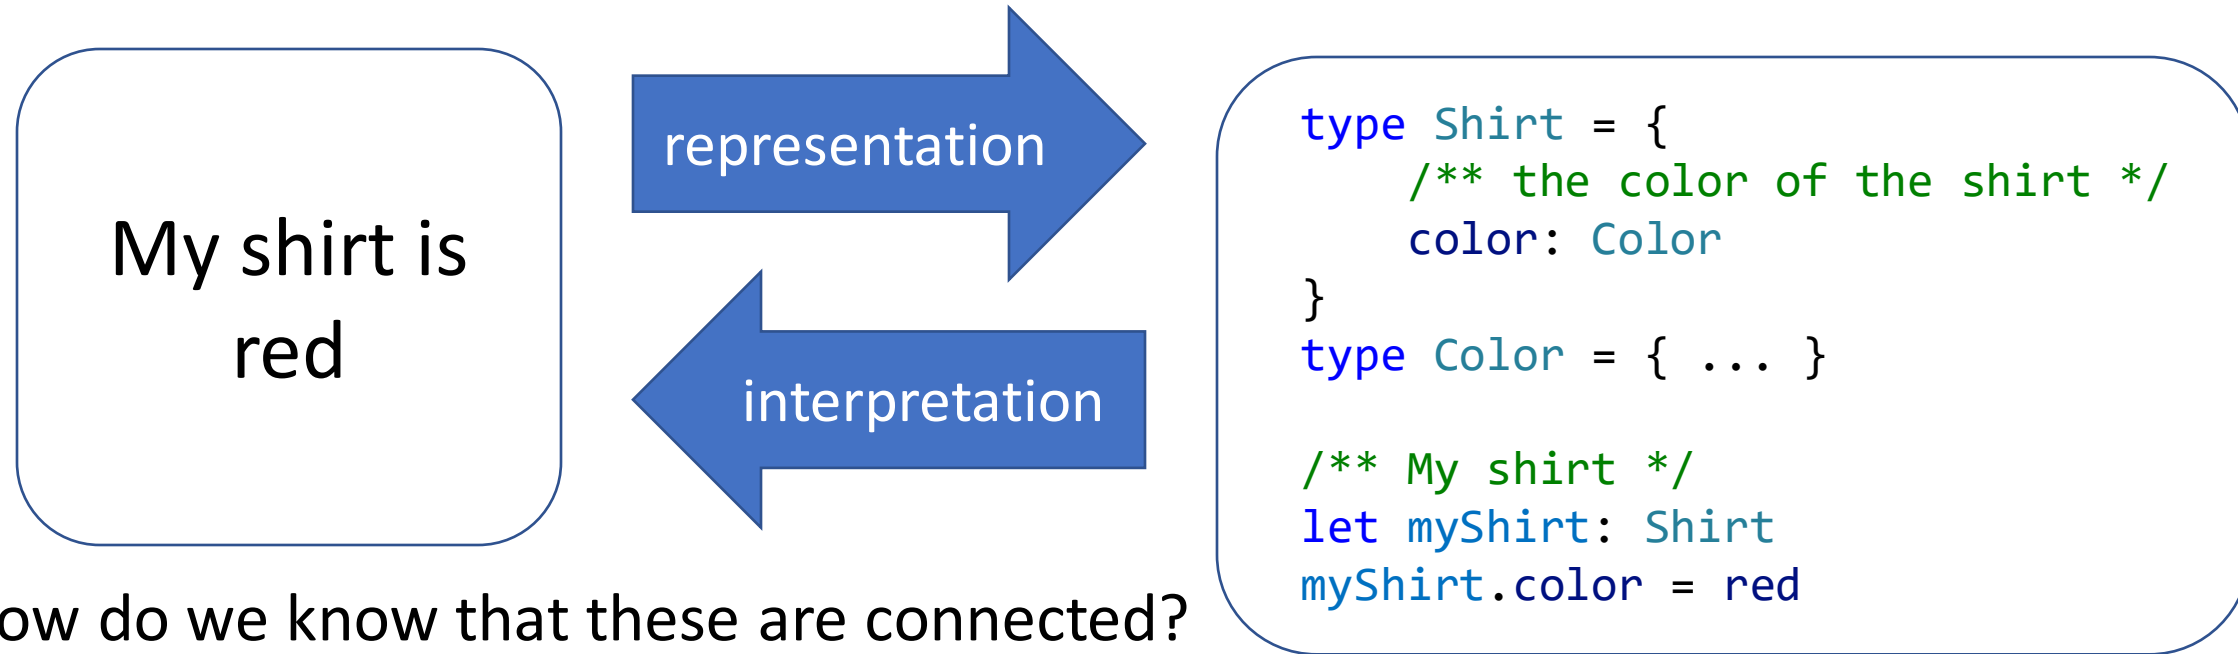 My shirt is
red
representation
interpretation
type Shirt = {
    /** the color of the shirt */
    color: Color
}
type Color = { ... }
/** My shirt */
let myShirt: Shirt
myShirt.color = red
ow do we know that these are connected?